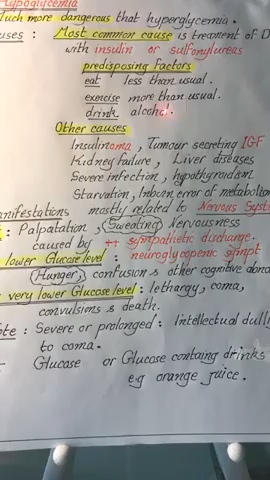 Hypoglycemia
Much more dangerous that hyperglycemia.
uses : Most common cause is treatment of D
with insulin or sulfonylureas
predisposing factors
eat less than usual.
exercise more than usual.
drink alcohol.
Other causes
Insulinoma, Tumour secreting IGF
Kidney failure, Liver diseases
Severe infection, hypothyroidism
Starvation, Inborn error of metabolism
anifestations mostly related to Nervous Syste
: Palpatation, Sweating, Nervousness
caused by ++ sympathetic discharge.
lower Glucose level : neuroglycopenic sympt
Hunger, confusion & other cognitive abno
very lower Glucose level : lethargy, coma,
convulsions & death.
ote : Severe or prolonged : Intellectual dull
to coma.
Glucose or Glucose containg drinks
e.g orange juice.